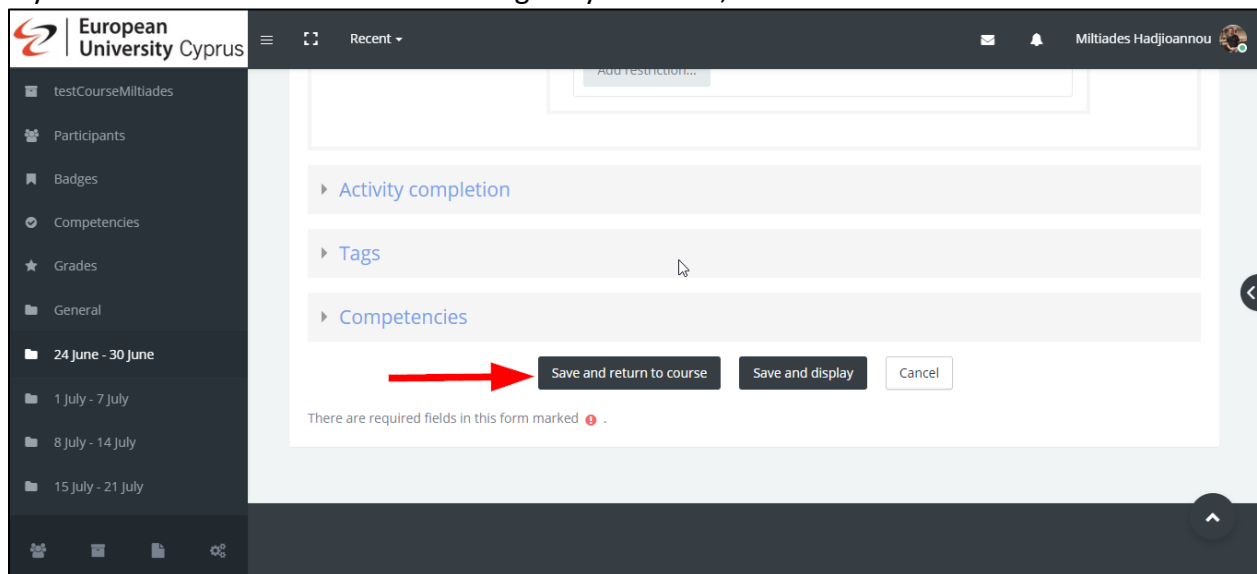 European
University Cyprus
Recent
Miltiades Hadjioannou
testCourseMiltiades
Participants
Badges
Competencies
Grades
General
24 June - 30 June
1 July - 7 July
8 July - 14 July
15 July - 21 July
Add restriction...
Activity completion
Tags
Competencies
Save and return to course Save and display Cancel
There are required fields in this form marked .